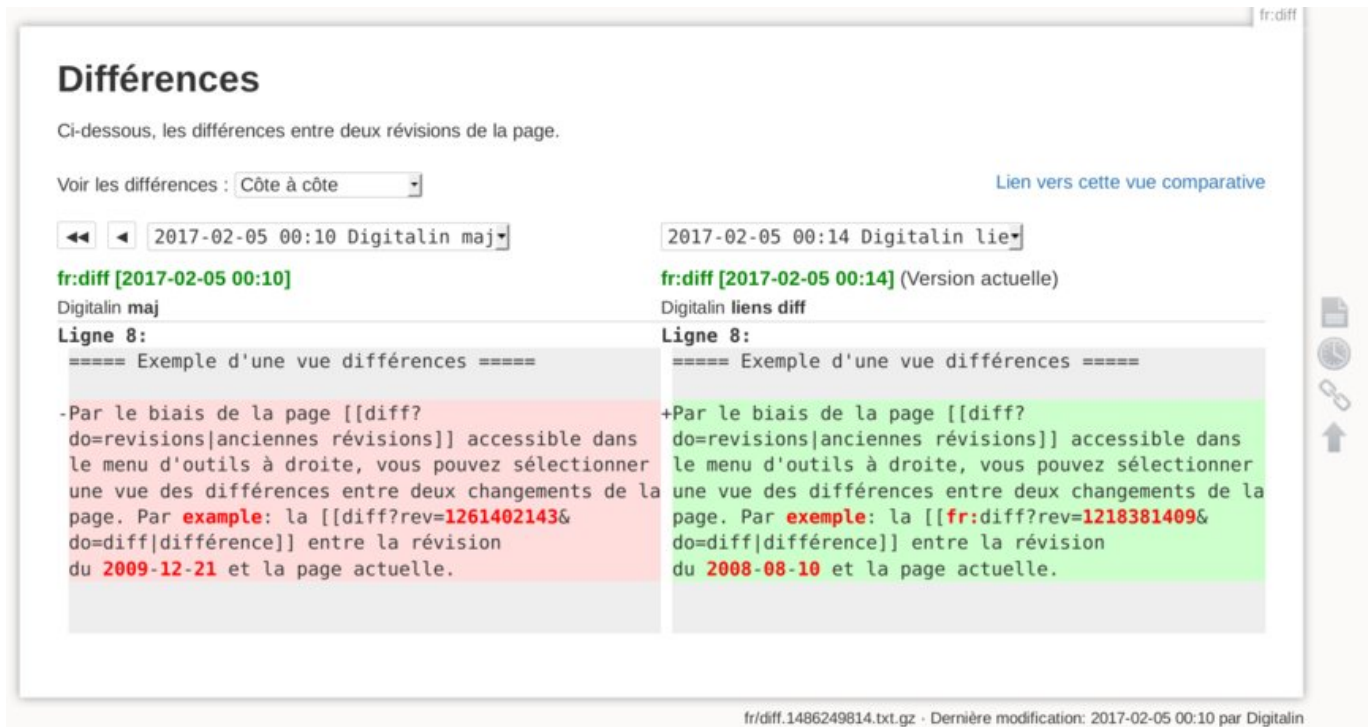 fr:diff
Différences
Ci-dessous, les différences entre deux révisions de la page.
Voir les différences : Côte à côte
Lien vers cette vue comparative
2017-02-05 00:10 Digitalin maj
2017-02-05 00:14 Digitalin lie
fr:diff [2017-02-05 00:10]
fr:diff [2017-02-05 00:14] (Version actuelle)
Digitalin maj
Digitalin liens diff
Ligne 8:
===== Exemple d'une vue différences =====
-Par le biais de la page [[diff?
do=revisions|anciennes révisions]] accessible dans
le menu d'outils à droite, vous pouvez sélectionner
une vue des différences entre deux changements de la
page. Par example: la [[diff?rev=1261402143&
do=diff|différence]] entre la révision
du 2009-12-21 et la page actuelle.
Ligne 8:
===== Exemple d'une vue différences =====
+Par le biais de la page [[diff?
do=revisions|anciennes révisions]] accessible dans
le menu d'outils à droite, vous pouvez sélectionner
une vue des différences entre deux changements de la
page. Par exemple: la [[fr:diff?rev=1218381409&
do=diff|différence]] entre la révision
du 2008-08-10 et la page actuelle.
fr/diff.1486249814.txt.gz · Dernière modification: 2017-02-05 00:10 par Digitalin